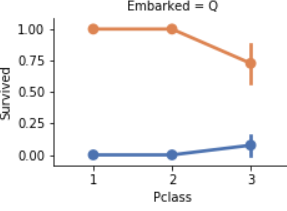 Embarked = Q
1.00
0.75
0.50
0.25
0.00
Survived
1 2 3
Pclass